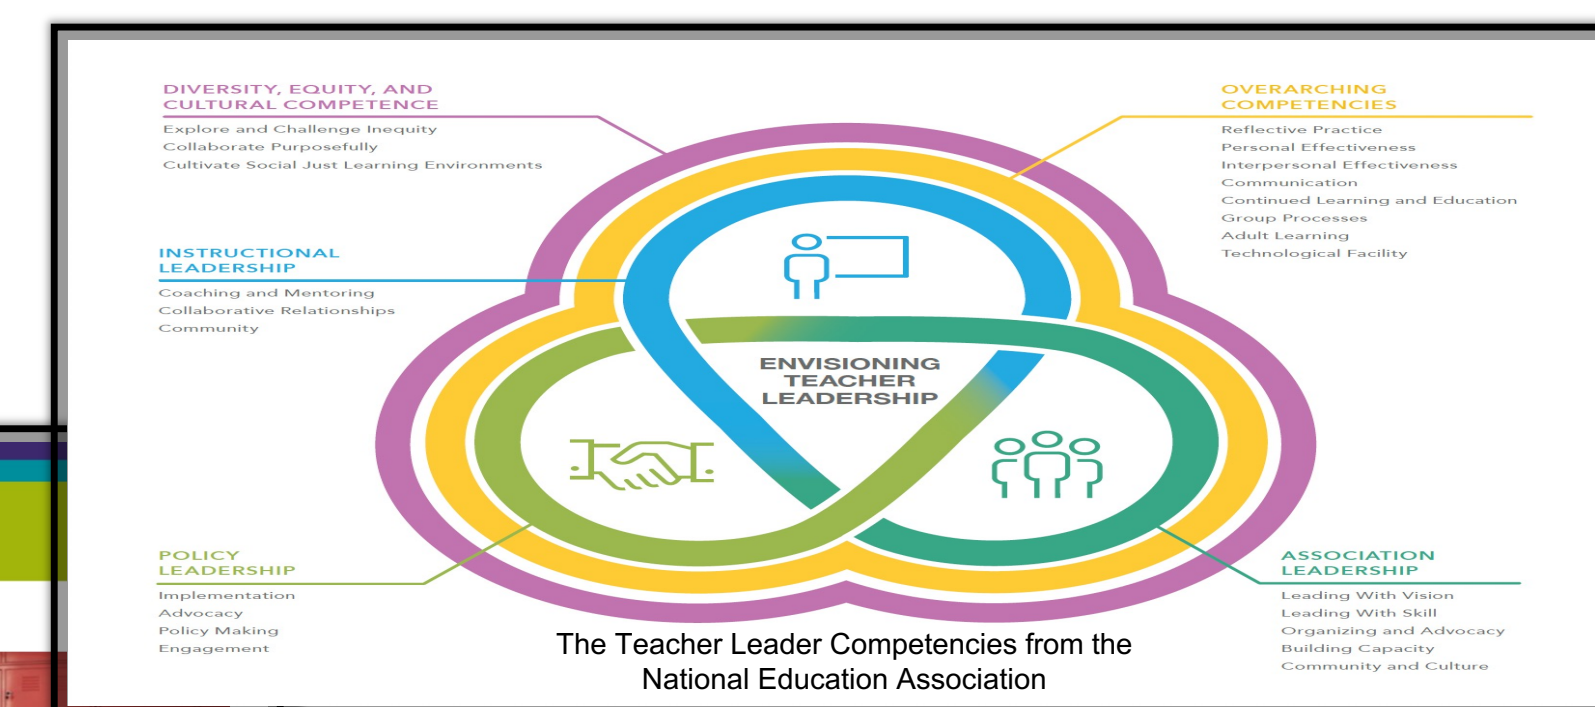 DIVERSITY, EQUITY, AND
CULTURAL COMPETENCE
Explore and Challenge Inequity
Collaborate Purposefully
Cultivate Social Just Learning Environments
OVERARCHING
COMPETENCIES
Reflective Practice
Personal Effectiveness
Interpersonal Effectiveness
Communication
Continued Learning and Education
Group Processes
Adult Learning
Technological Facility
INSTRUCTIONAL
LEADERSHIP
Coaching and Mentoring
Collaborative Relationships
Community
ENVISIONING
TEACHER
LEADERSHIP
POLICY
LEADERSHIP
Implementation
Advocacy
Policy Making
Engagement
ASSOCIATION
LEADERSHIP
Leading With Vision
Leading With Skill
Organizing and Advocacy
Building Capacity
Community and Culture
The Teacher Leader Competencies from the
National Education Association